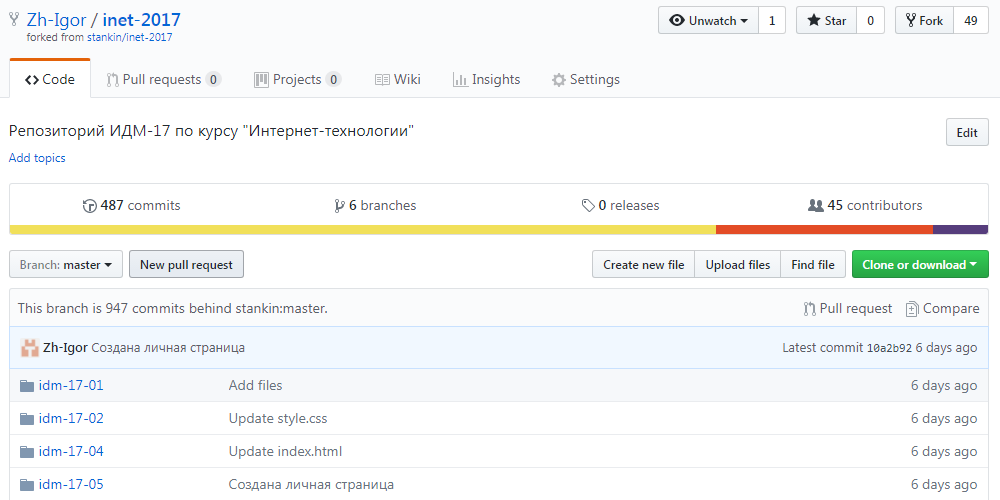 Zh-Igor / inet-2017
Unwatch 1 Star 0 Fork 49
forked from stankin/inet-2017
Code Pull requests 0 Projects 0 Wiki Insights Settings
Репозиторий ИДМ-17 по курсу "Интернет-технологии"
Edit
Add topics
487 commits 6 branches 0 releases 45 contributors
Branch: master New pull request Create new file Upload files Find file Clone or download
This branch is 947 commits behind stankin:master. Pull request Compare
Zh-Igor Создана личная страница Latest commit 10a2b92 6 days ago
idm-17-01 Add files 6 days ago
idm-17-02 Update style.css 6 days ago
idm-17-04 Update index.html 6 days ago
idm-17-05 Создана личная страница 6 days ago